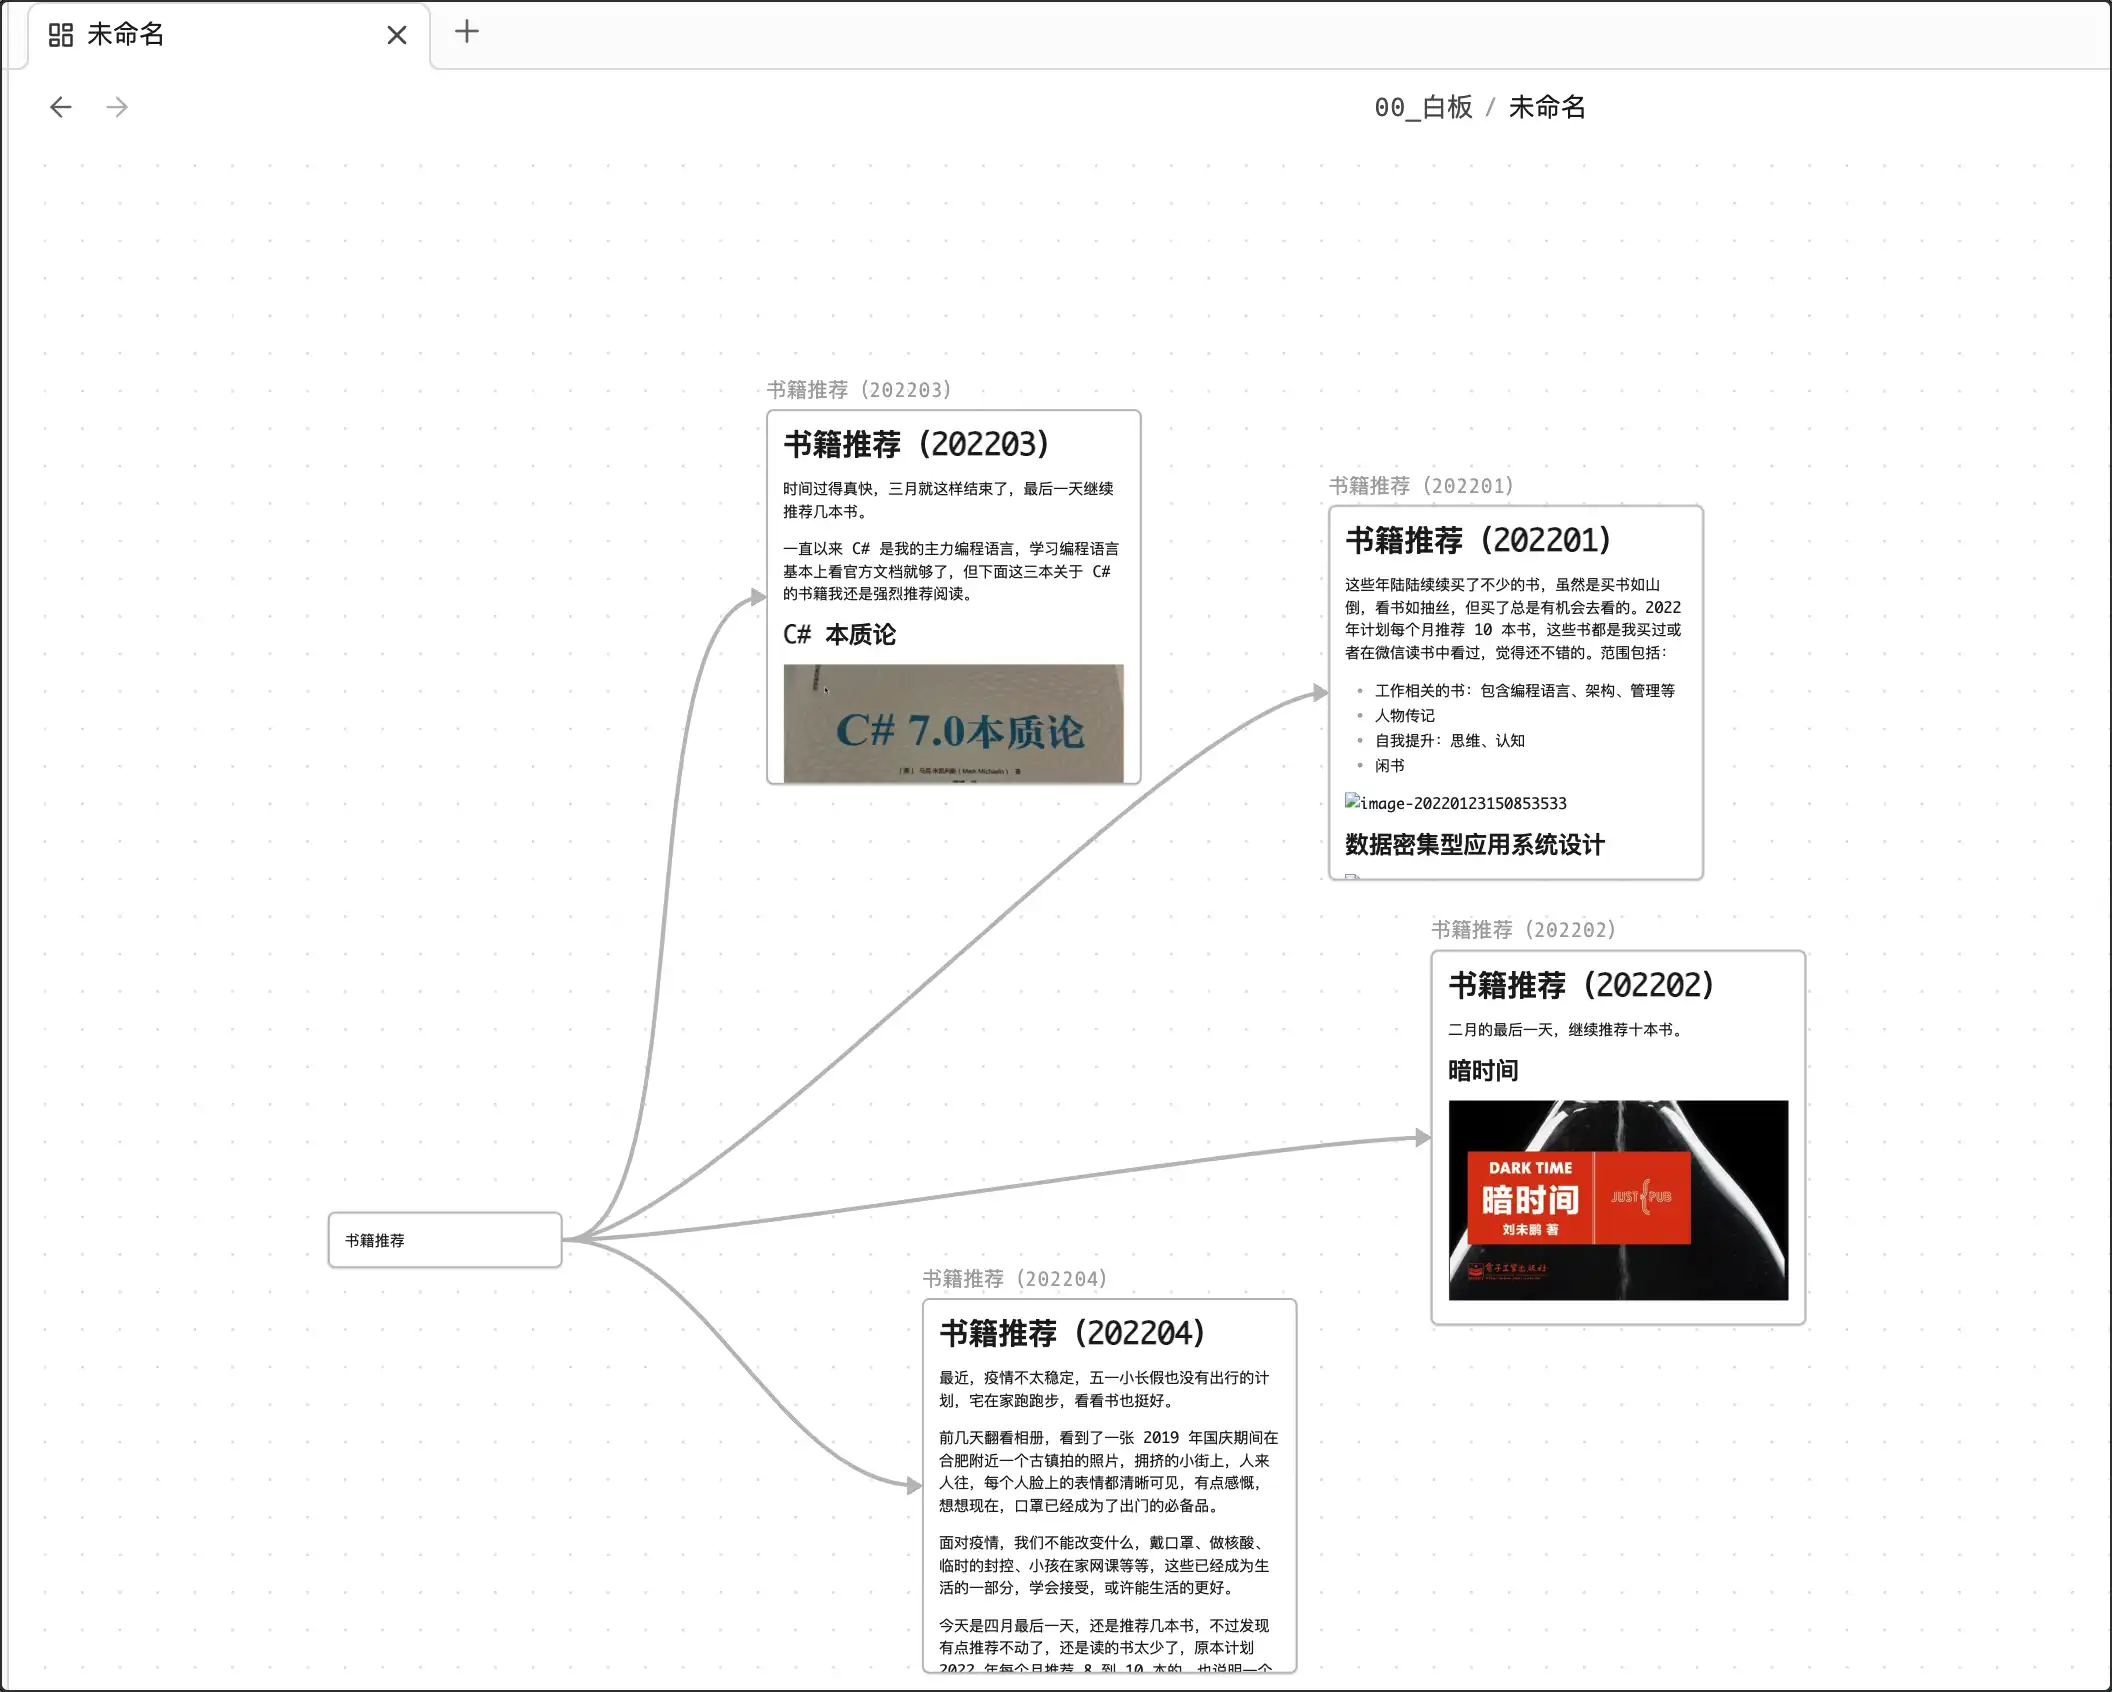 未命名
00_白板 / 未命名
书籍推荐（202203）
书籍推荐（202203）
时间过得真快，三月就这样结束了，最后一天继续
推荐几本书。
一直以来 C# 是我的主力编程语言，学习编程语言
基本上看官方文档就够了，但下面这三本关于 C#
的书籍我还是强烈推荐阅读。
C# 本质论
C# 7.0本质论
书籍推荐（202201）
书籍推荐（202201）
这些年陆陆续续买了不少的书，虽然是买书如山
倒，看书如抽丝，但买了总是有机会去看的。2022
年计划每个月推荐 10 本书，这些书都是我买过或
者在微信读书中看过，觉得还不错的。范围包括：
• 工作相关的书：包含编程语言、架构、管理等
• 人物传记
• 自我提升：思维、认知
• 闲书
image-20220123150853533
数据密集型应用系统设计
书籍推荐（202202）
书籍推荐（202202）
二月的最后一天，继续推荐十本书。
暗时间
DARK TIME
暗时间
刘未鹏 著
JUST PUB
电子工业出版社
书籍推荐
书籍推荐（202204）
书籍推荐（202204）
最近，疫情不太稳定，五一小长假也没有出行的计
划，宅在家跑跑步，看看书也挺好。
前几天翻看相册，看到了一张 2019 年国庆期间在
合肥附近一个古镇拍的照片，拥挤的小街上，人来
人往，每个人脸上的表情都清晰可见，有点感慨，
想想现在，口罩已经成为了出门的必备品。
面对疫情，我们不能改变什么，戴口罩、做核酸、
临时的封控、小孩在家网课等等，这些已经成为生
活的一部分，学会接受，或许能生活的更好。
今天是四月最后一天，还是推荐几本书，不过发现
有点推荐不动了，还是读的书太少了，原本计划
2022 年每个月推荐 8 到 10 本的，也说明一个